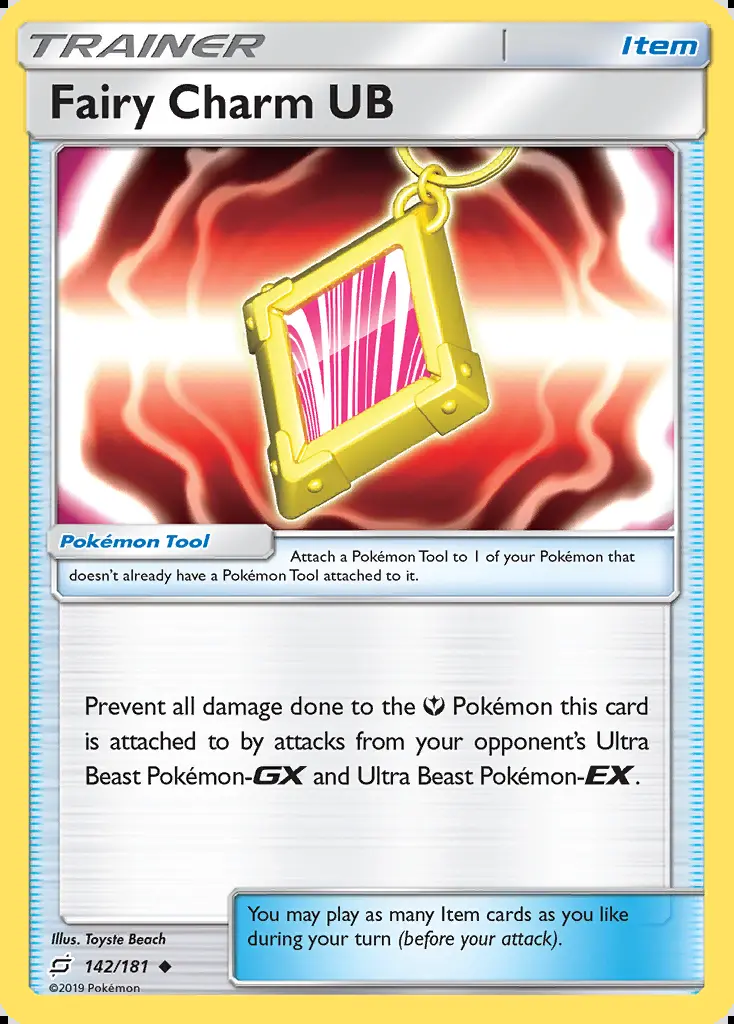 TRAINER
Item
Fairy Charm UB
Pokémon Tool
Attach a Pokémon Tool to 1 of your Pokémon that
doesn't already have a Pokémon Tool attached to it.
Prevent all damage done to the Pokémon this card
is attached to by attacks from your opponent's Ultra
Beast Pokémon-GX and Ultra Beast Pokémon-EX.
You may play as many Item cards as you like
during your turn (before your attack).
Illus. Toyste Beach
142/181
©2019 Pokémon